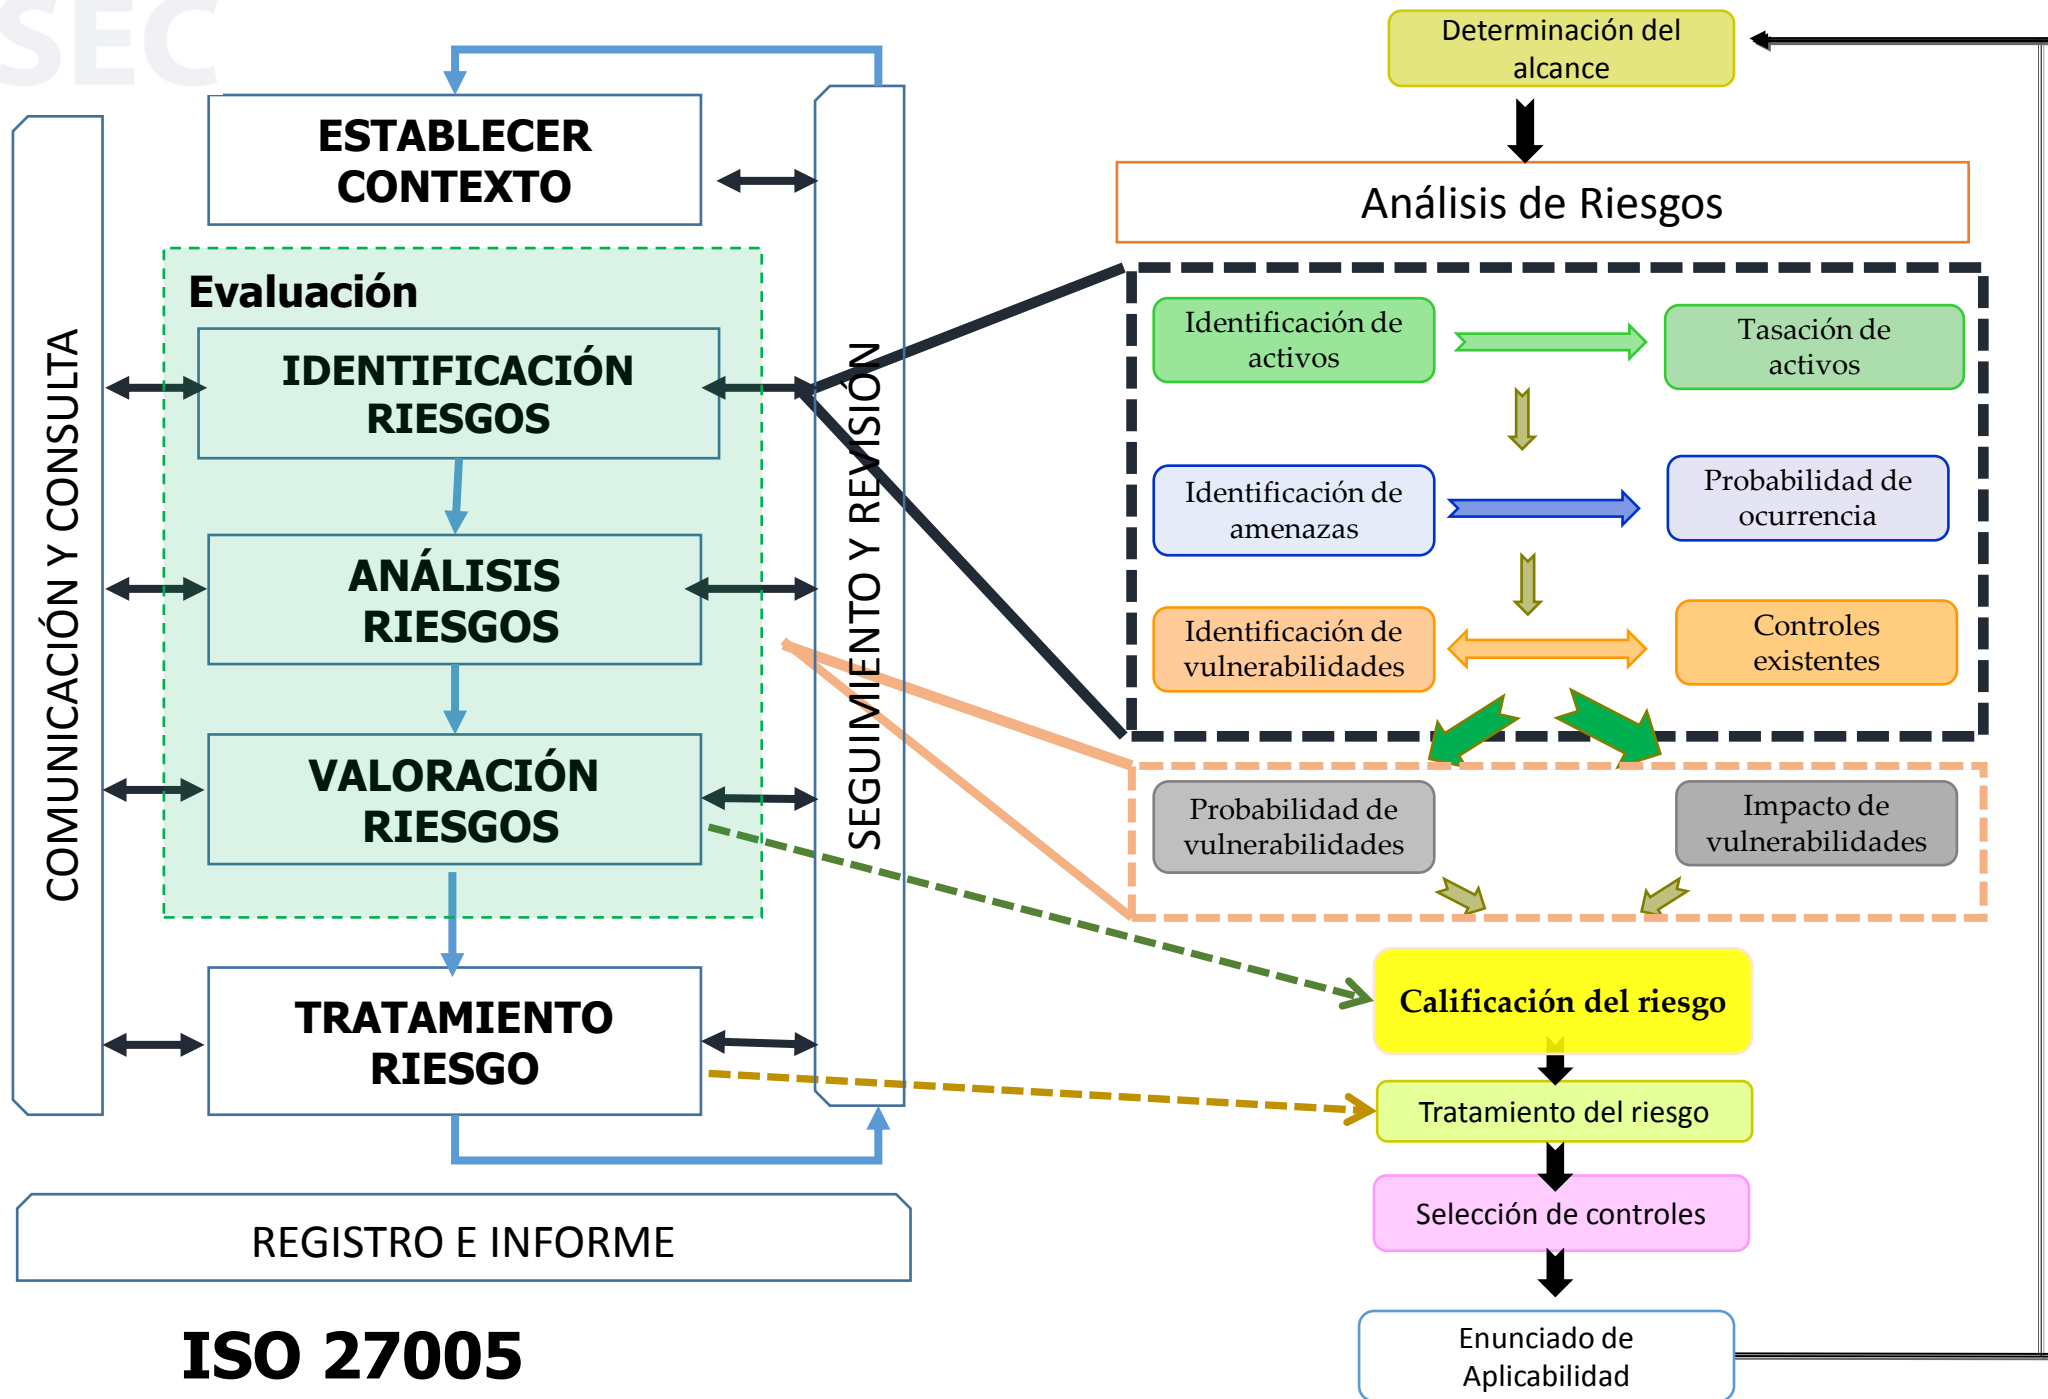 SEC
ESTABLECER
CONTEXTO
Evaluación
IDENTIFICACIÓN
RIESGOS
ANÁLISIS
RIESGOS
VALORACIÓN
RIESGOS
TRATAMIENTO
RIESGO
COMUNICACIÓN Y CONSULTA
SEGUIMIENTO Y REVISIÓN
REGISTRO E INFORME
ISO 27005
Determinación del
alcance
Análisis de Riesgos
Identificación de
activos
Tasación de
activos
Identificación de
amenazas
Probabilidad de
ocurrencia
Identificación de
vulnerabilidades
Controles
existentes
Probabilidad de
vulnerabilidades
Impacto de
vulnerabilidades
Calificación del riesgo
Tratamiento del riesgo
Selección de controles
Enunciado de
Aplicabilidad